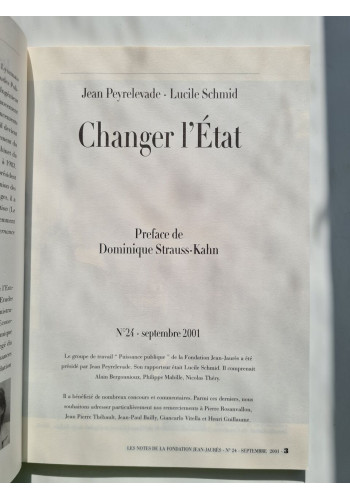 Jean Peyrelevade - Lucile Schmid
Changer l'État
Preface de
Dominique Strauss-Kahn
N°24 - septembre 2001
Le groupe de travail " Puissance publique " de la Fondation Jean-Jaurès a été
présidé par Jean Peyrelevade. Son rapporteur était Lucile Schmid. Il comprenait
Alain Bergounioux, Philippe Mabille, Nicolas Théry.
Il a bénéficié de nombreux concours et commentaires. Parmi ces derniers, nous
souhaitons adresser particulièrement nos remerciements à Pierre Rosanvallon,
Jean Pierre Thibault, Jean-Paul Bailly, Giancarlo Vilella et Henri Guillaume
LES NOTES DE LA FONDATION JEAN-JAURÈS - N° 24 - SEPTEMBRE 2001 - 3